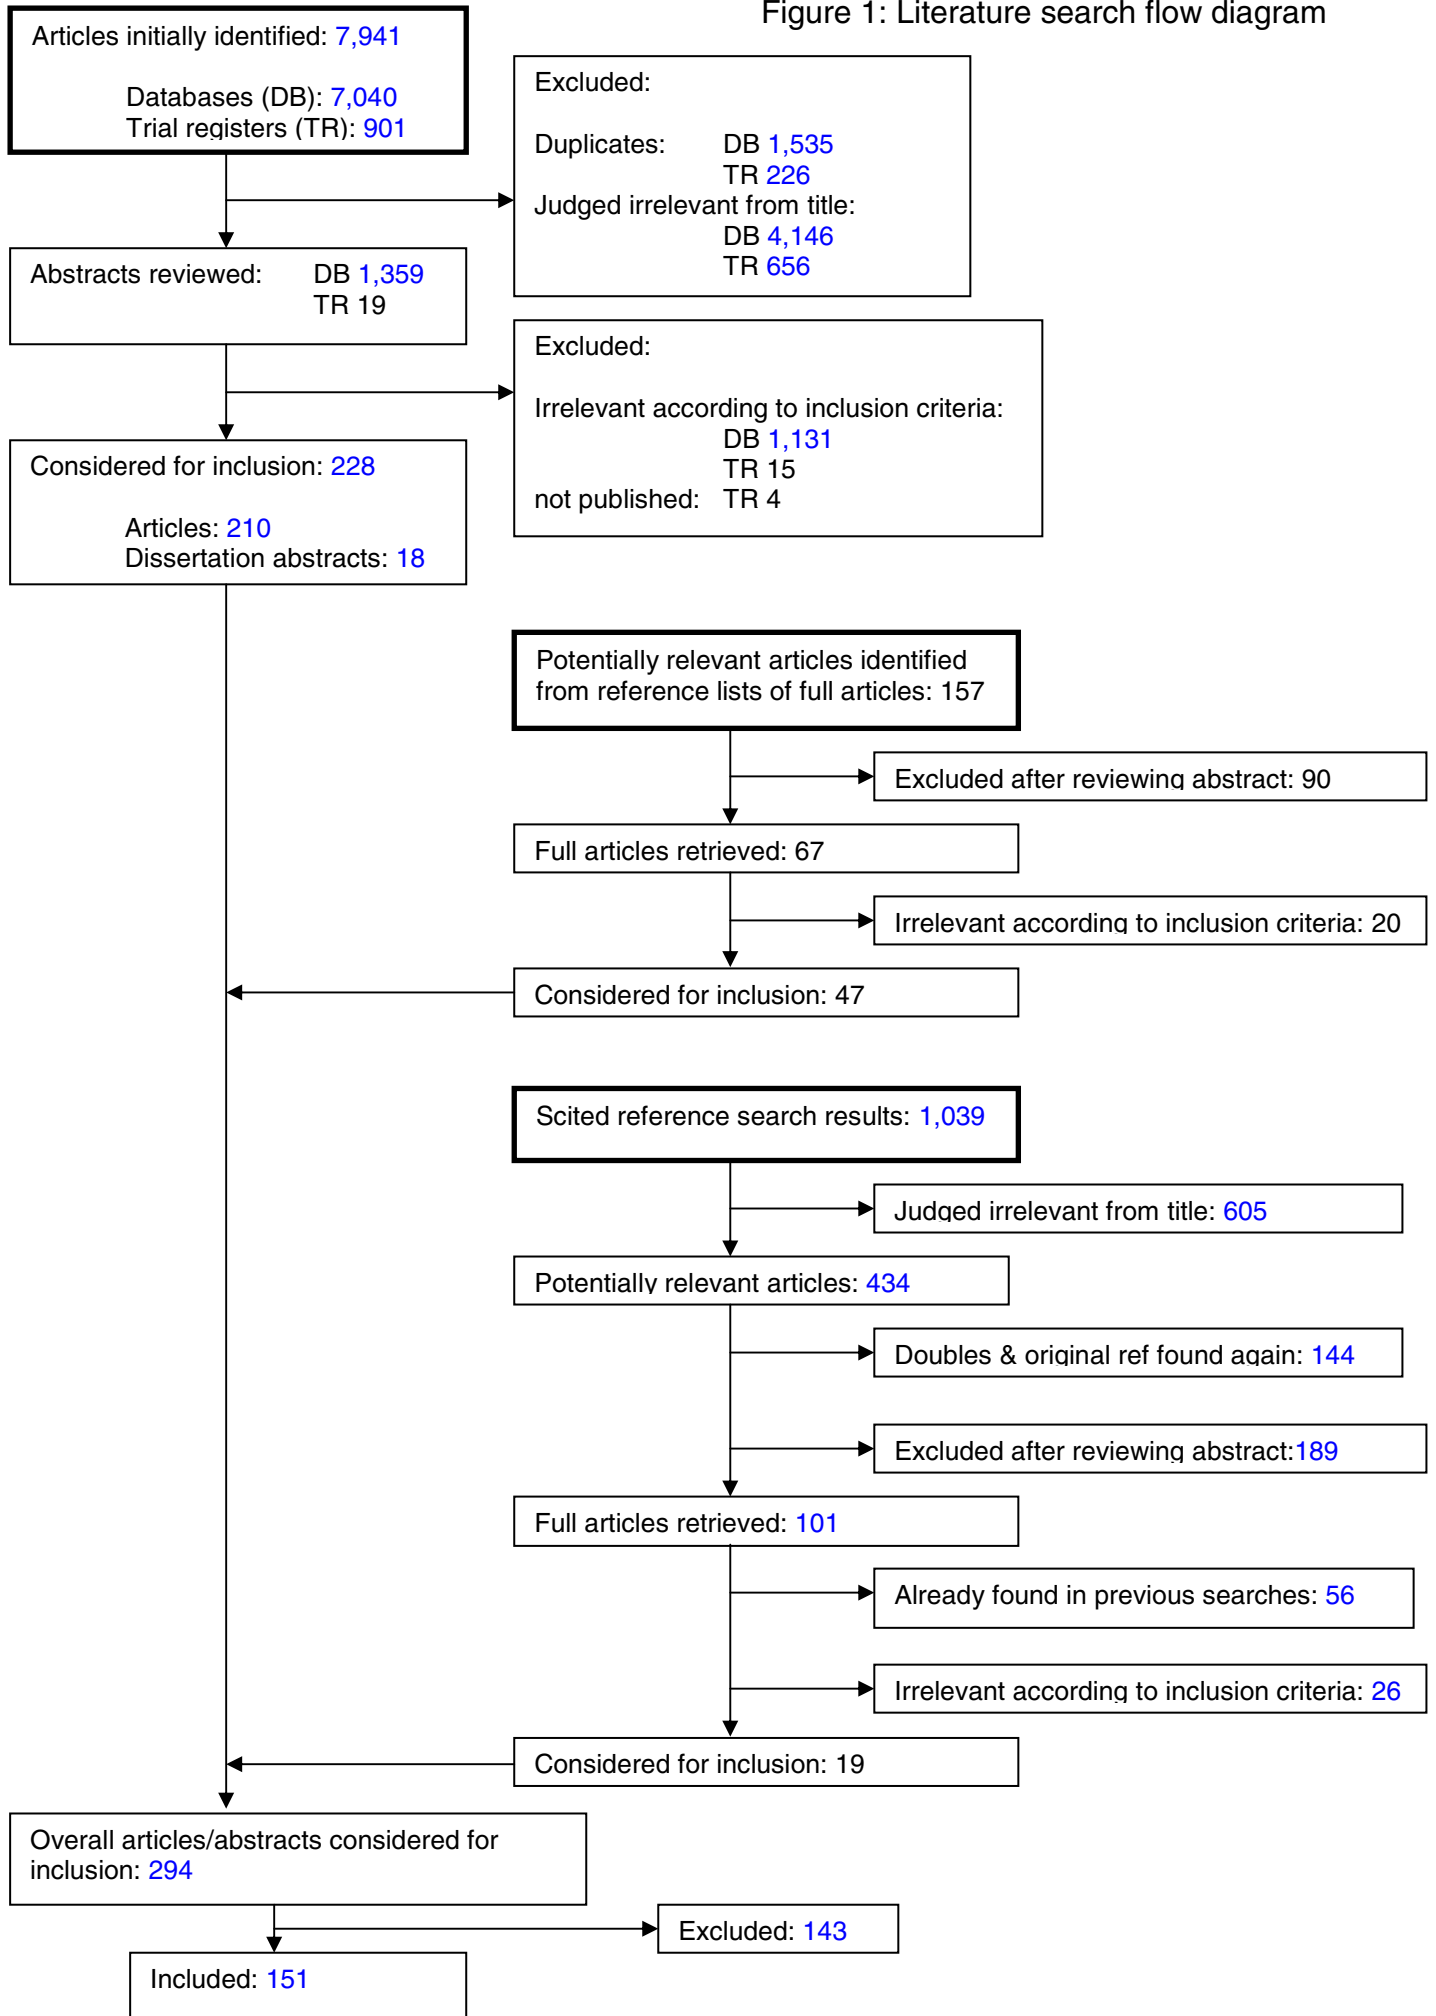 Figure 1: Literature search flow diagram
Articles initially identified: 7,941
Databases (DB): 7,040
Trial registers (TR): 901
Excluded:
Duplicates: DB 1,535
TR 226
Judged irrelevant from title:
DB 4,146
TR 656
Abstracts reviewed: DB 1,359
TR 19
Excluded:
Irrelevant according to inclusion criteria:
DB 1,131
TR 15
not published: TR 4
Considered for inclusion: 228
Articles: 210
Dissertation abstracts: 18
Potentially relevant articles identified
from reference lists of full articles: 157
Excluded after reviewing abstract: 90
Full articles retrieved: 67
Irrelevant according to inclusion criteria: 20
Considered for inclusion: 47
Scited reference search results: 1,039
Judged irrelevant from title: 605
Potentially relevant articles: 434
Doubles & original ref found again: 144
Excluded after reviewing abstract:189
Full articles retrieved: 101
Already found in previous searches: 56
Irrelevant according to inclusion criteria: 26
Considered for inclusion: 19
Overall articles/abstracts considered for
inclusion: 294
Excluded: 143
Included: 151